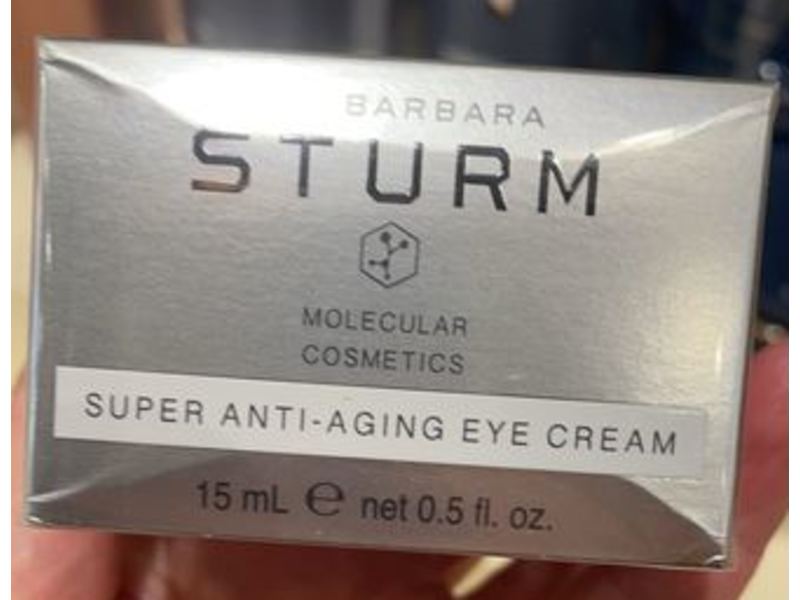 BARBARA
STURM
MOLECULAR
COSMETICS
SUPER ANTI-AGING EYE CREAM
15 mL ℮ net 0.5 fl. oz.